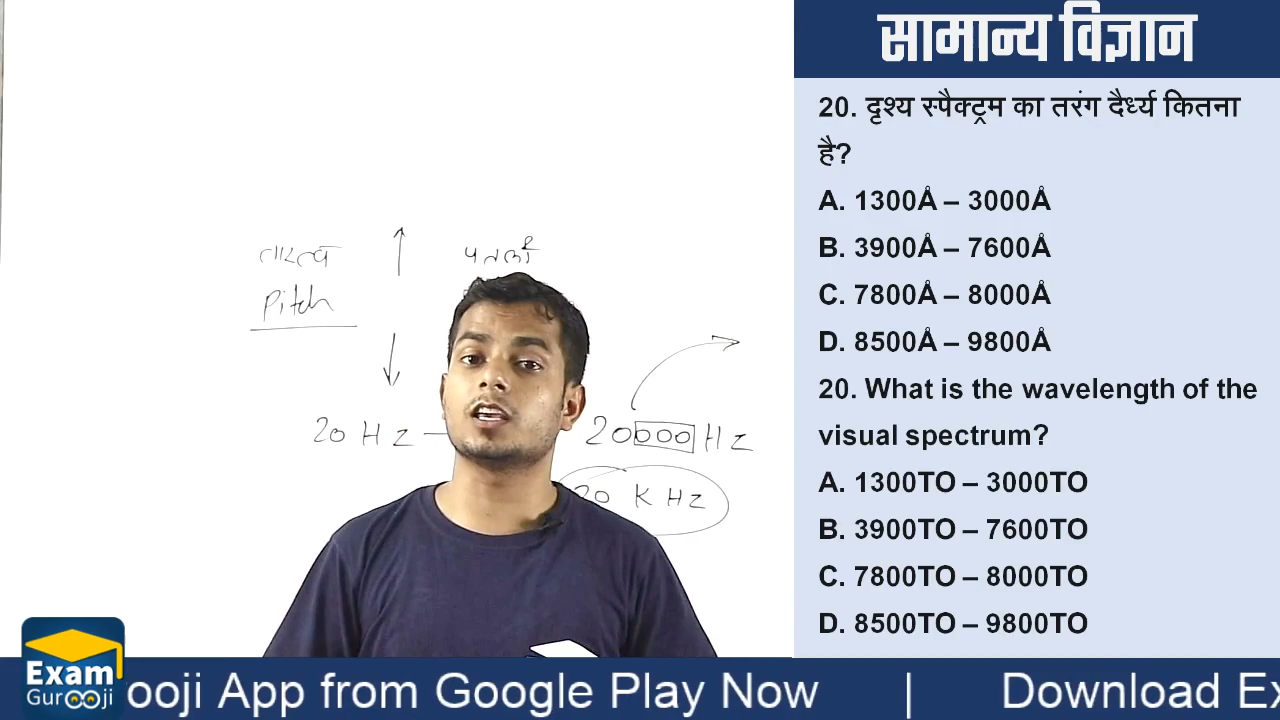 सामान्य विज्ञान
20. दृश्य स्पैक्ट्रम का तरंग दैर्ध्य कितना
है?
A. 1300Å – 3000Å
B. 3900Å – 7600Å
C. 7800Å – 8000Å
D. 8500Å – 9800Å
20. What is the wavelength of the
visual spectrum?
A. 1300TO – 3000TO
B. 3900TO – 7600TO
C. 7800TO – 8000TO
D. 8500TO – 9800TO
तारत्व
Pitch
20 Hz – 20000 Hz
20 KHz
Exam
Gurooji
ooji App from Google Play Now | Download Ex